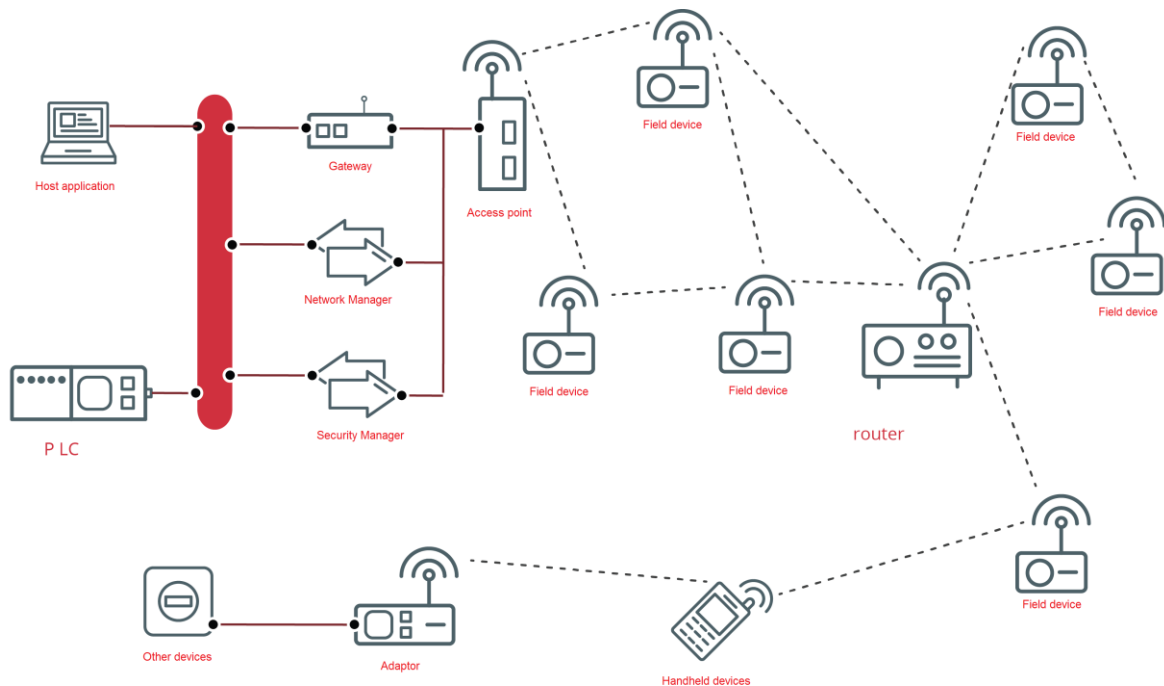 Field device
Field device
Host application
Gateway
Access point
Network Manager
Field device
Field device
Field device
Security Manager
router
P LC
Other devices
Adaptor
Handheld devices
Field device